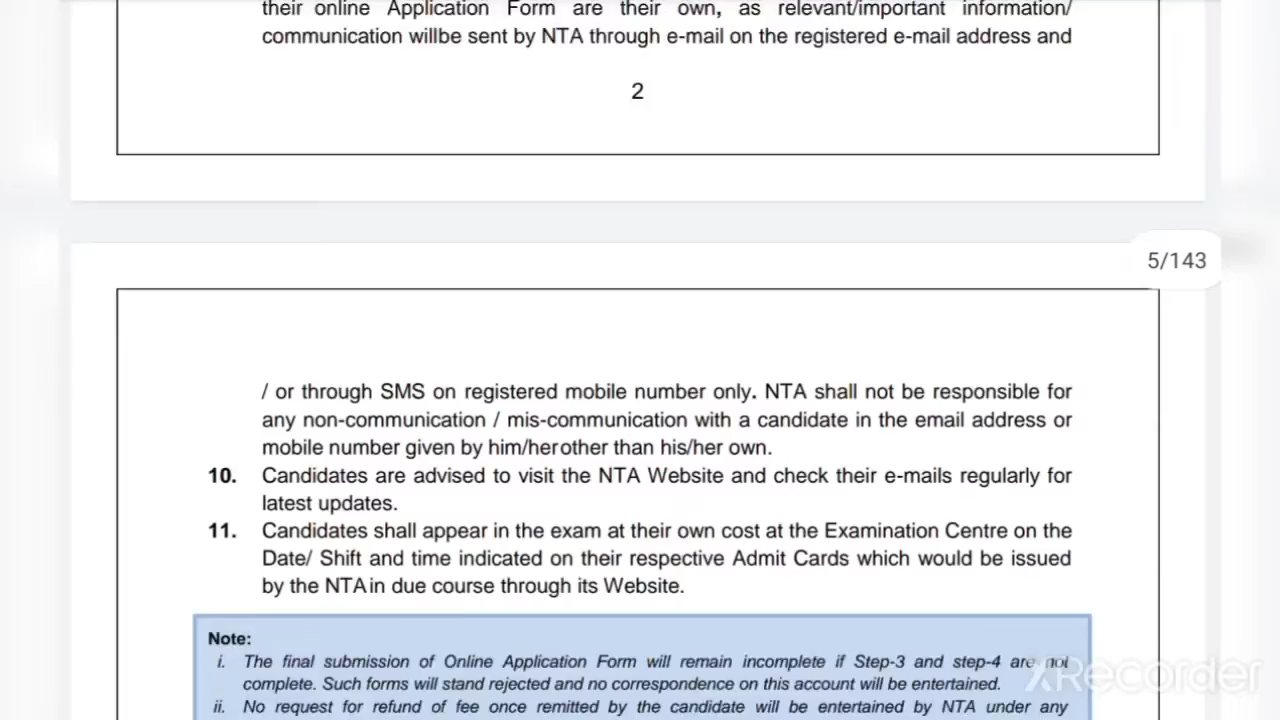 their online Application Form are their own, as relevant/important information/
communication willbe sent by NTA through e-mail on the registered e-mail address and
2
5/143
/ or through SMS on registered mobile number only. NTA shall not be responsible for
any non-communication / mis-communication with a candidate in the email address or
mobile number given by him/herother than his/her own.
10. Candidates are advised to visit the NTA Website and check their e-mails regularly for
latest updates.
11. Candidates shall appear in the exam at their own cost at the Examination Centre on the
Date/ Shift and time indicated on their respective Admit Cards which would be issued
by the NTAin due course through its Website.
Note:
i. The final submission of Online Application Form will remain incomplete if Step-3 and step-4 are not
complete. Such forms will stand rejected and no correspondence on this account will be entertained.
ii. No request for refund of fee once remitted by the candidate will be entertained by NTA under any
XRecorder